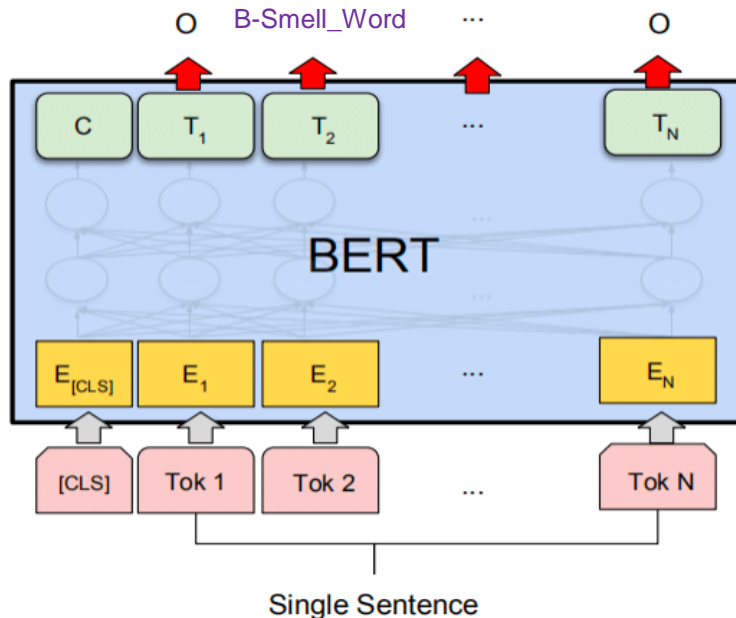 O B-Smell_Word ... O
C T1 T2 ... TN
...
BERT
...
E[CLS] E1 E2 ... EN
[CLS] Tok 1 Tok 2 ... Tok N
Single Sentence